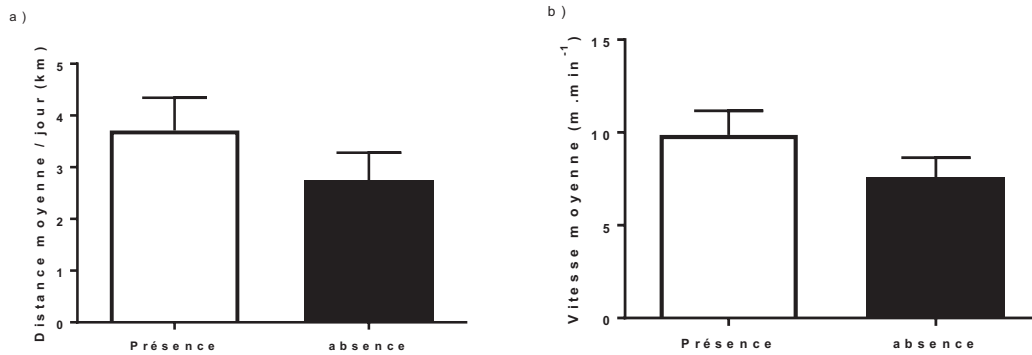 a)
Distance moyenne / jour (km)
5
4
3
2
1
0
Présence absence
b)
Vitesse moyenne (m.min-1)
15
10
5
0
Présence absence